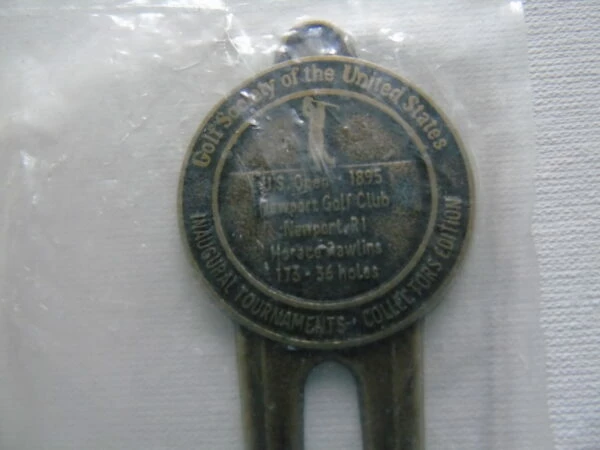 Golf Society of the United States
U.S. Open - 1895
Newport Golf Club
Newport, RI
Horace Rawlins
173 - 36 holes
INAUGURAL TOURNAMENTS - COLLECTORS EDITION